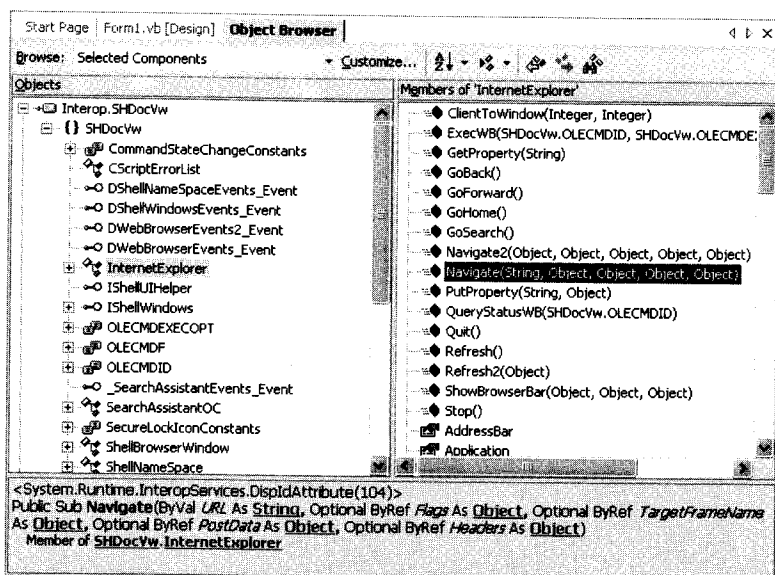 Start Page Form1.vb [Design] Object Browser
Browse: Selected Components Customize...
Objects
Interop.SHDocVw
{} SHDocVw
CommandStateChangeConstants
CScriptErrorList
DShellNameSpaceEvents_Event
DShellWindowsEvents_Event
DWebBrowserEvents2_Event
DWebBrowserEvents_Event
InternetExplorer
IShellUIHelper
IShellWindows
OLECMDEXECOPT
OLECMDF
OLECMDID
_SearchAssistantEvents_Event
SearchAssistantOC
SecureLockIconConstants
ShellBrowserWindow
ShellNameSpace
Members of 'InternetExplorer'
ClientToWindow(Integer, Integer)
ExecWB(SHDocVw.OLECMDID, SHDocVw.OLECMDE
GetProperty(String)
GoBack()
GoForward()
GoHome()
GoSearch()
Navigate2(Object, Object, Object, Object, Object)
Navigate(String, Object, Object, Object, Object)
PutProperty(String, Object)
QueryStatusWB(SHDocVw.OLECMDID)
Quit()
Refresh()
Refresh2(Object)
ShowBrowserBar(Object, Object, Object)
Stop()
AddressBar
Application
<System.Runtime.InteropServices.DispIdAttribute(104)>
Public Sub Navigate(ByVal URL As String, Optional ByRef Flags As Object, Optional ByRef TargetFrameName
As Object, Optional ByRef PostData As Object, Optional ByRef Headers As Object)
Member of SHDocVw.InternetExplorer